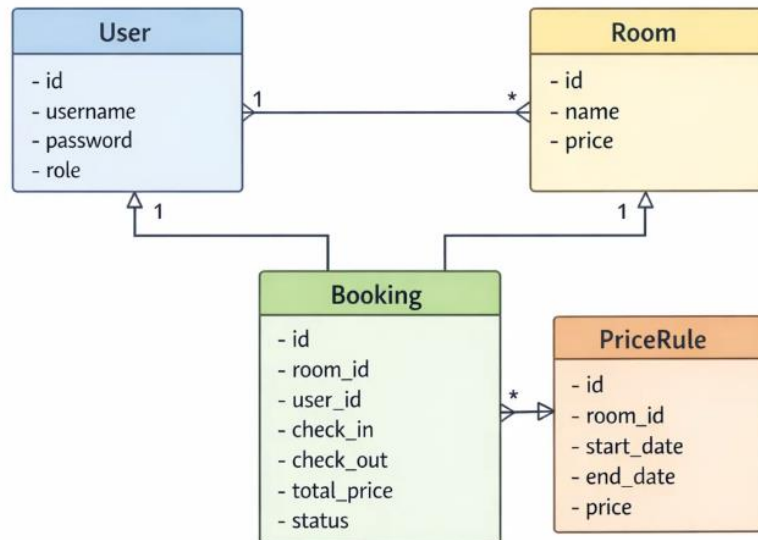 User
- id
- username
- password
- role
1
*
Room
- id
- name
- price
1
1
Booking
- id
- room_id
- user_id
- check_in
- check_out
- total_price
- status
*
PriceRule
- id
- room_id
- start_date
- end_date
- price